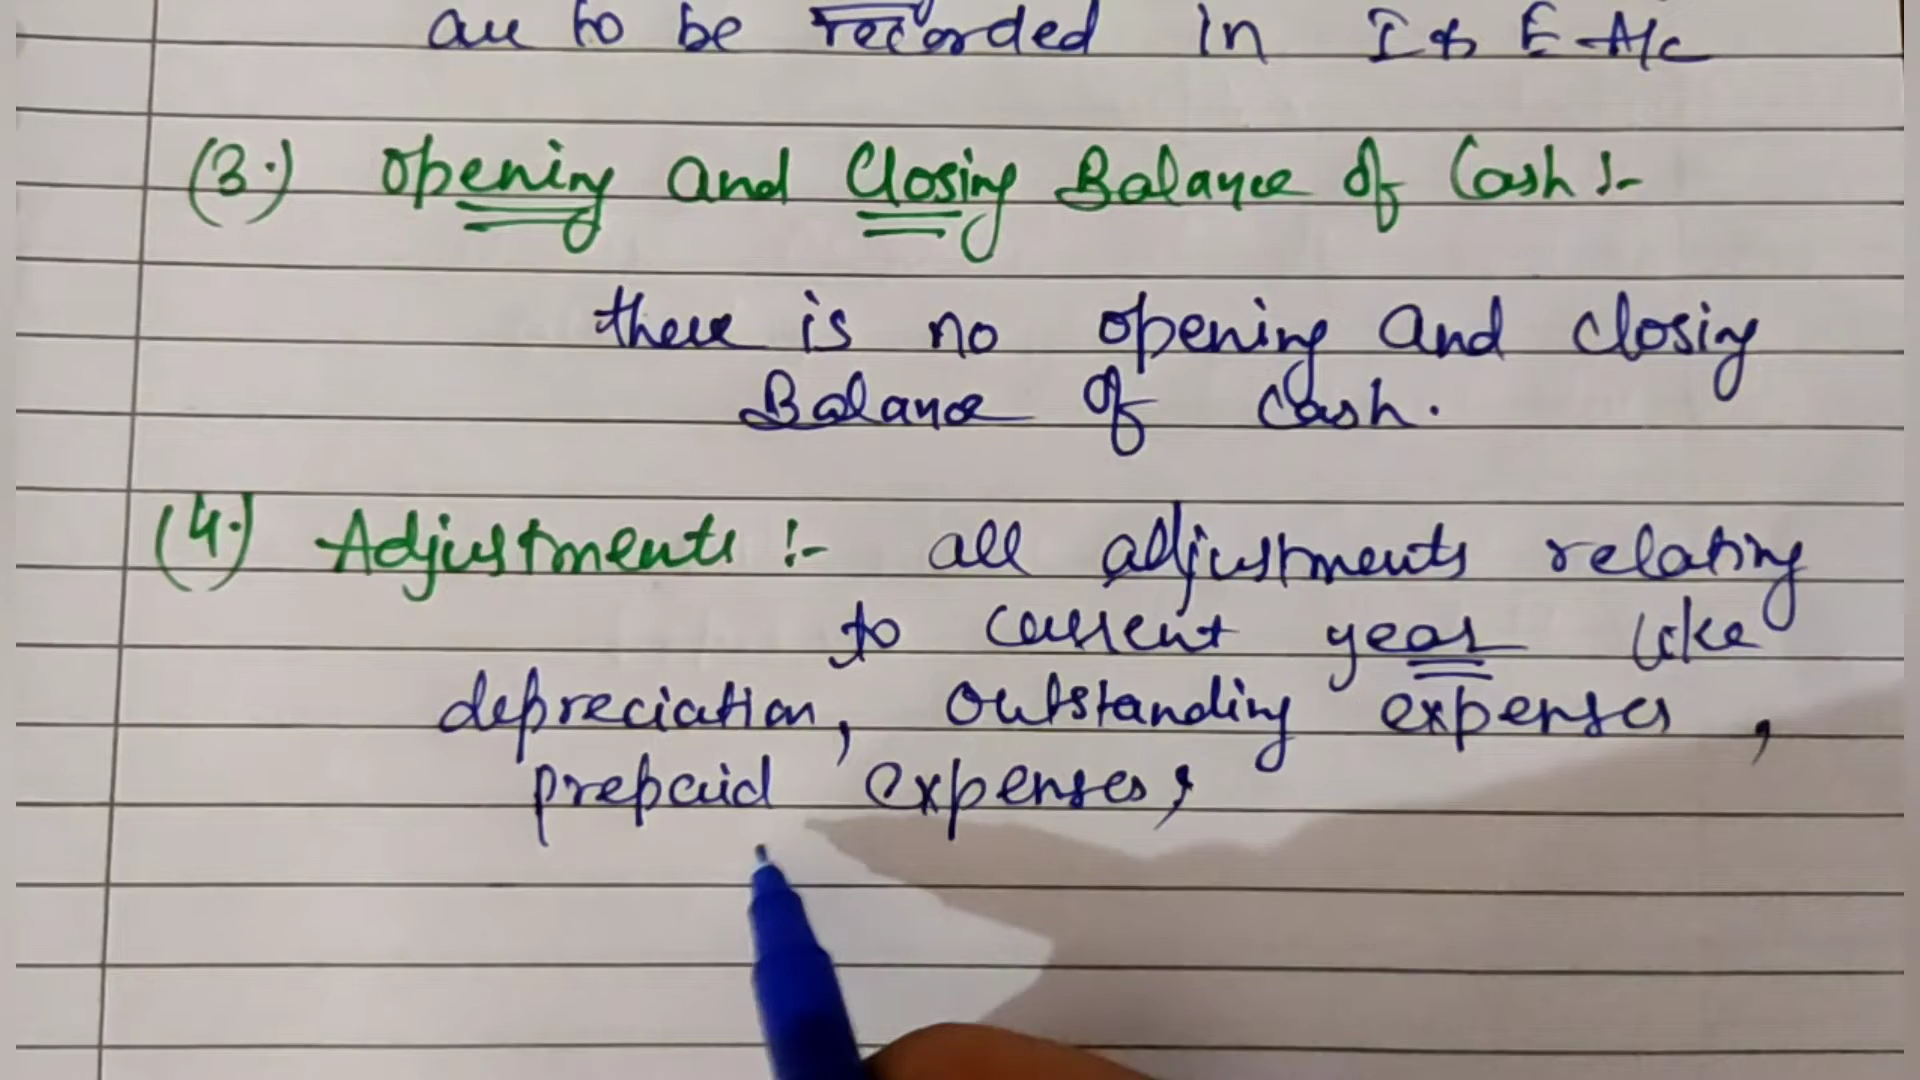 are to be recorded in I & E A/c
(3.) Opening and Closing Balance of Cash :-
there is no opening and closing
Balance of Cash.
(4.) Adjustments :- all adjustments relating
to current year like
depreciation, outstanding expenses,
prepaid expenses,